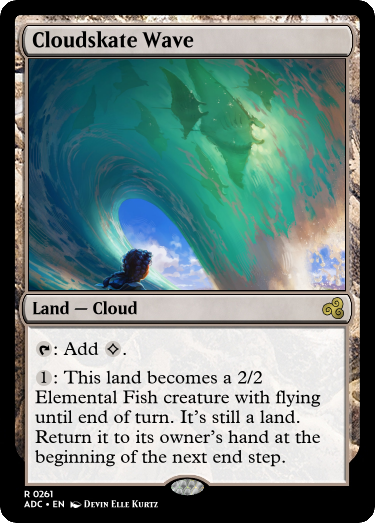 Cloudskate Wave
Land — Cloud
: Add .
1: This land becomes a 2/2
Elemental Fish creature with flying
until end of turn. It's still a land.
Return it to its owner's hand at the
beginning of the next end step.
R 0261
ADC • EN Devin Elle Kurtz